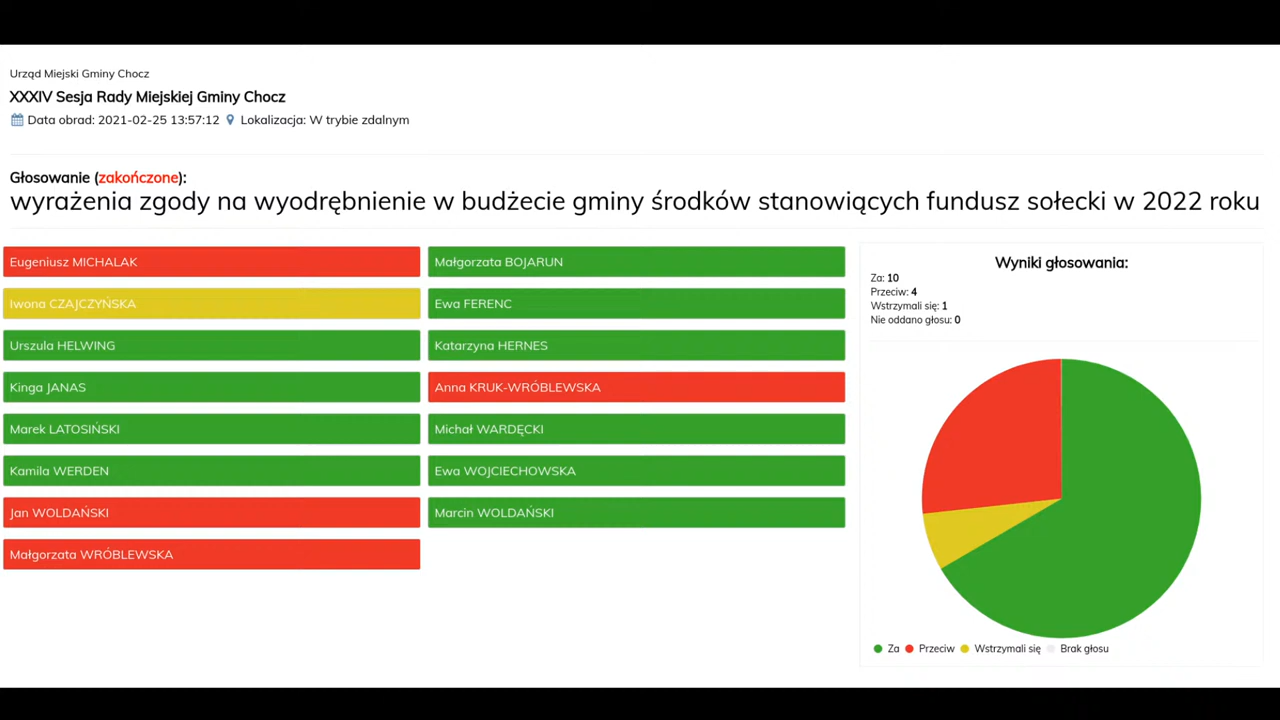 Urząd Miejski Gminy Chocz
XXXIV Sesja Rady Miejskiej Gminy Chocz
Data obrad: 2021-02-25 13:57:12 Lokalizacja: W trybie zdalnym
Głosowanie (zakończone):
wyrażenia zgody na wyodrębnienie w budżecie gminy środków stanowiących fundusz sołecki w 2022 roku
Eugeniusz MICHALAK
Iwona CZAJCZYŃSKA
Urszula HELWING
Kinga JANAS
Marek LATOSIŃSKI
Kamila WERDEN
Jan WOLDAŃSKI
Małgorzata WRÓBLEWSKA
Małgorzata BOJARUN
Ewa FERENC
Katarzyna HERNES
Anna KRUK-WRÓBLEWSKA
Michał WARDĘCKI
Ewa WOJCIECHOWSKA
Marcin WOLDAŃSKI
Wyniki głosowania:
Za: 10
Przeciw: 4
Wstrzymali się: 1
Nie oddano głosu: 0
Za Przeciw Wstrzymali się Brak głosu